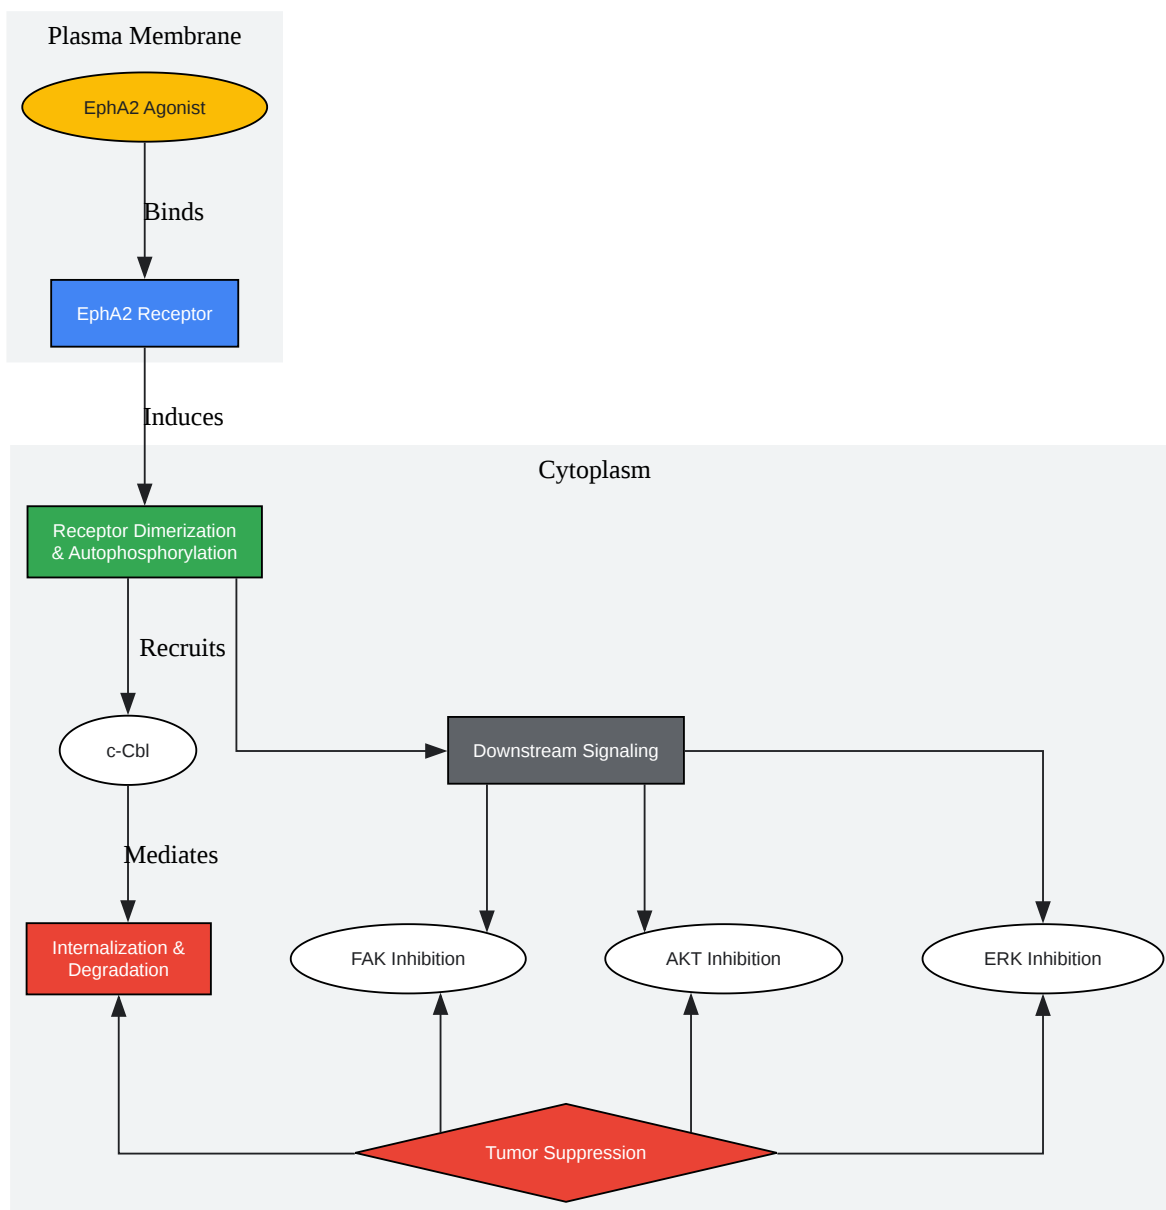 Plasma Membrane
EphA2 Agonist
Binds
EphA2 Receptor
Induces
Cytoplasm
Receptor Dimerization
& Autophosphorylation
Recruits
c-Cbl
Downstream Signaling
Mediates
Internalization &
Degradation
FAK Inhibition
AKT Inhibition
ERK Inhibition
Tumor Suppression